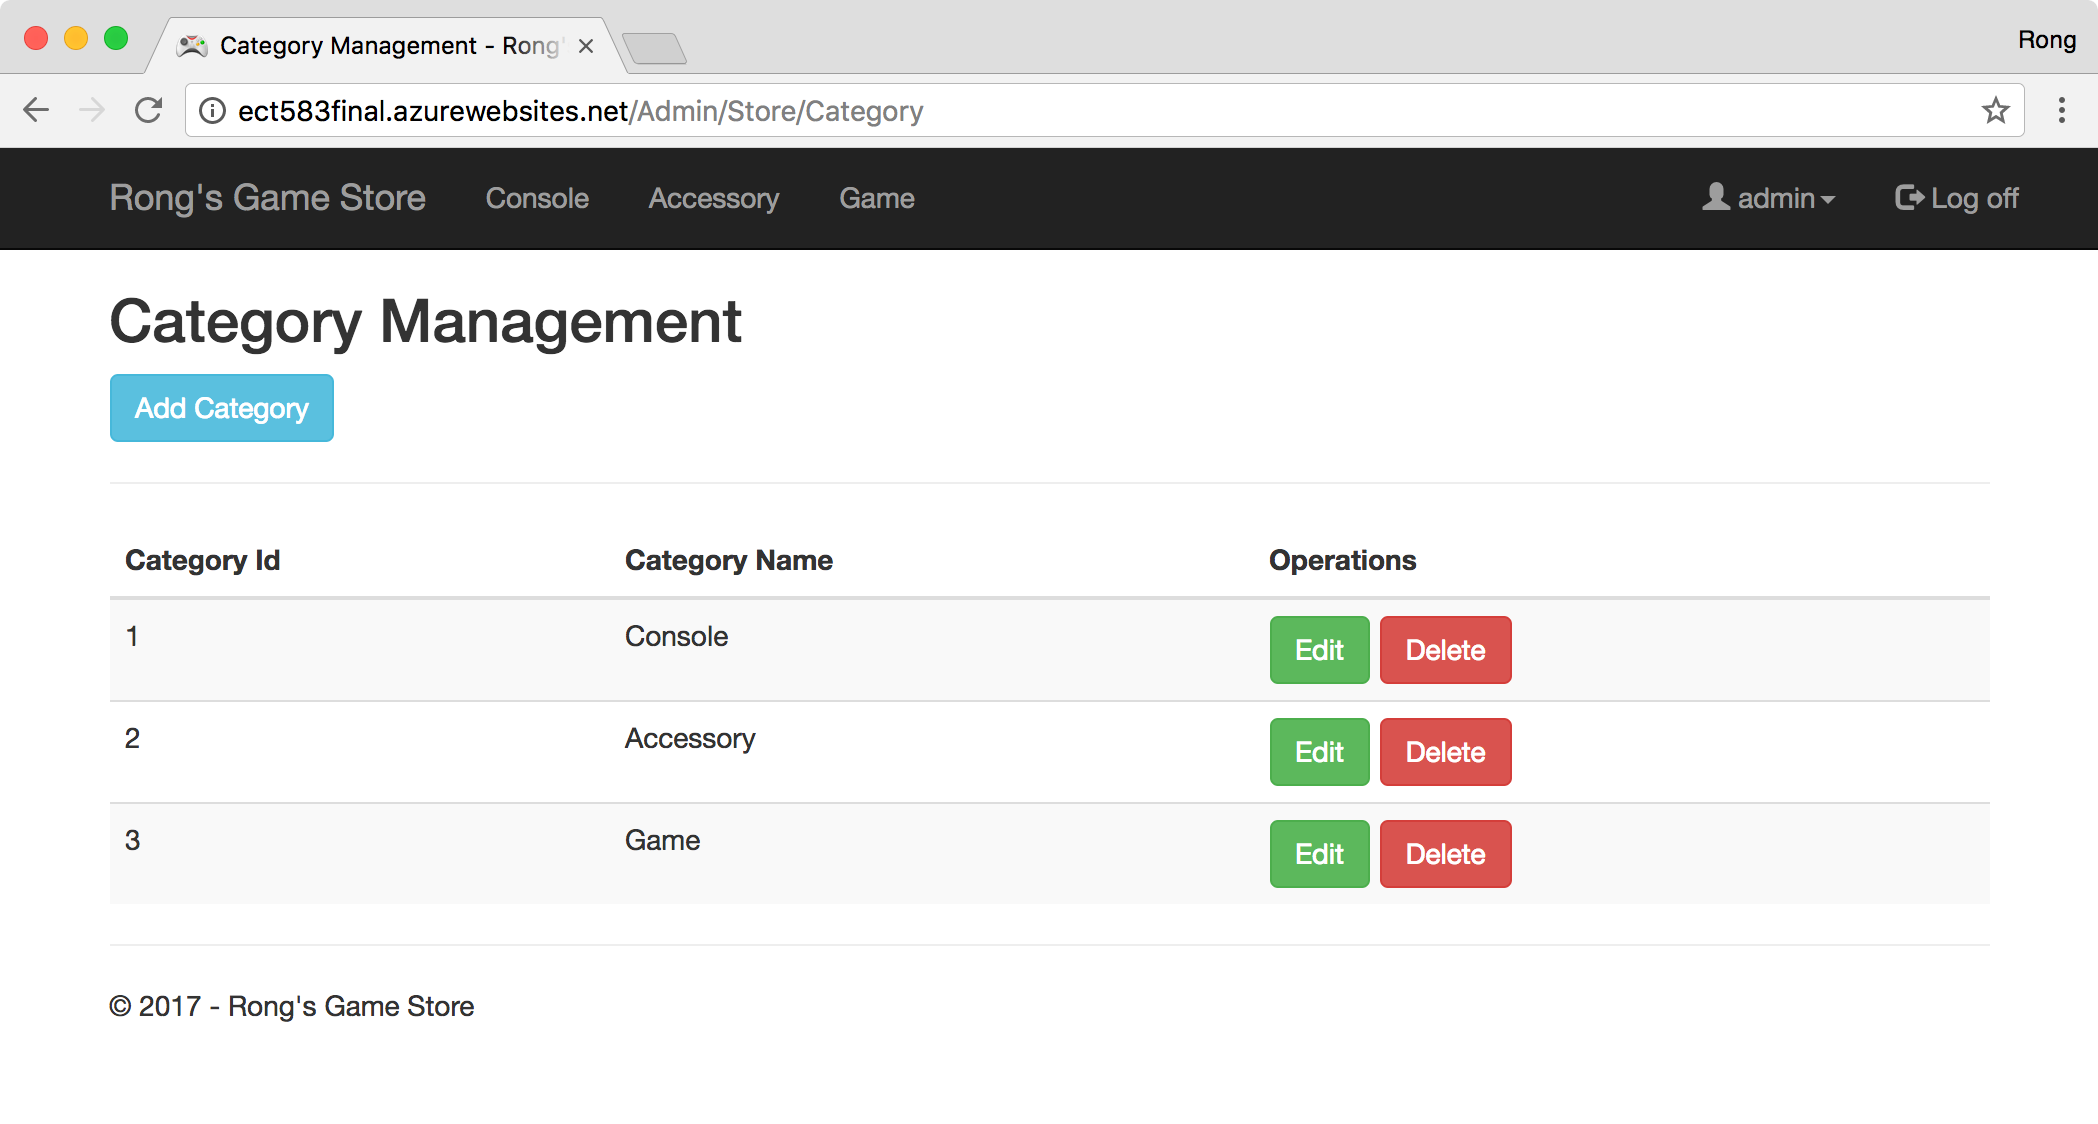 Category Management - Rong'
Rong
ect583final.azurewebsites.net/Admin/Store/Category
Rong's Game Store Console Accessory Game admin Log off
Category Management
Add Category
Category Id Category Name Operations
1 Console Edit Delete
2 Accessory Edit Delete
3 Game Edit Delete
© 2017 - Rong's Game Store